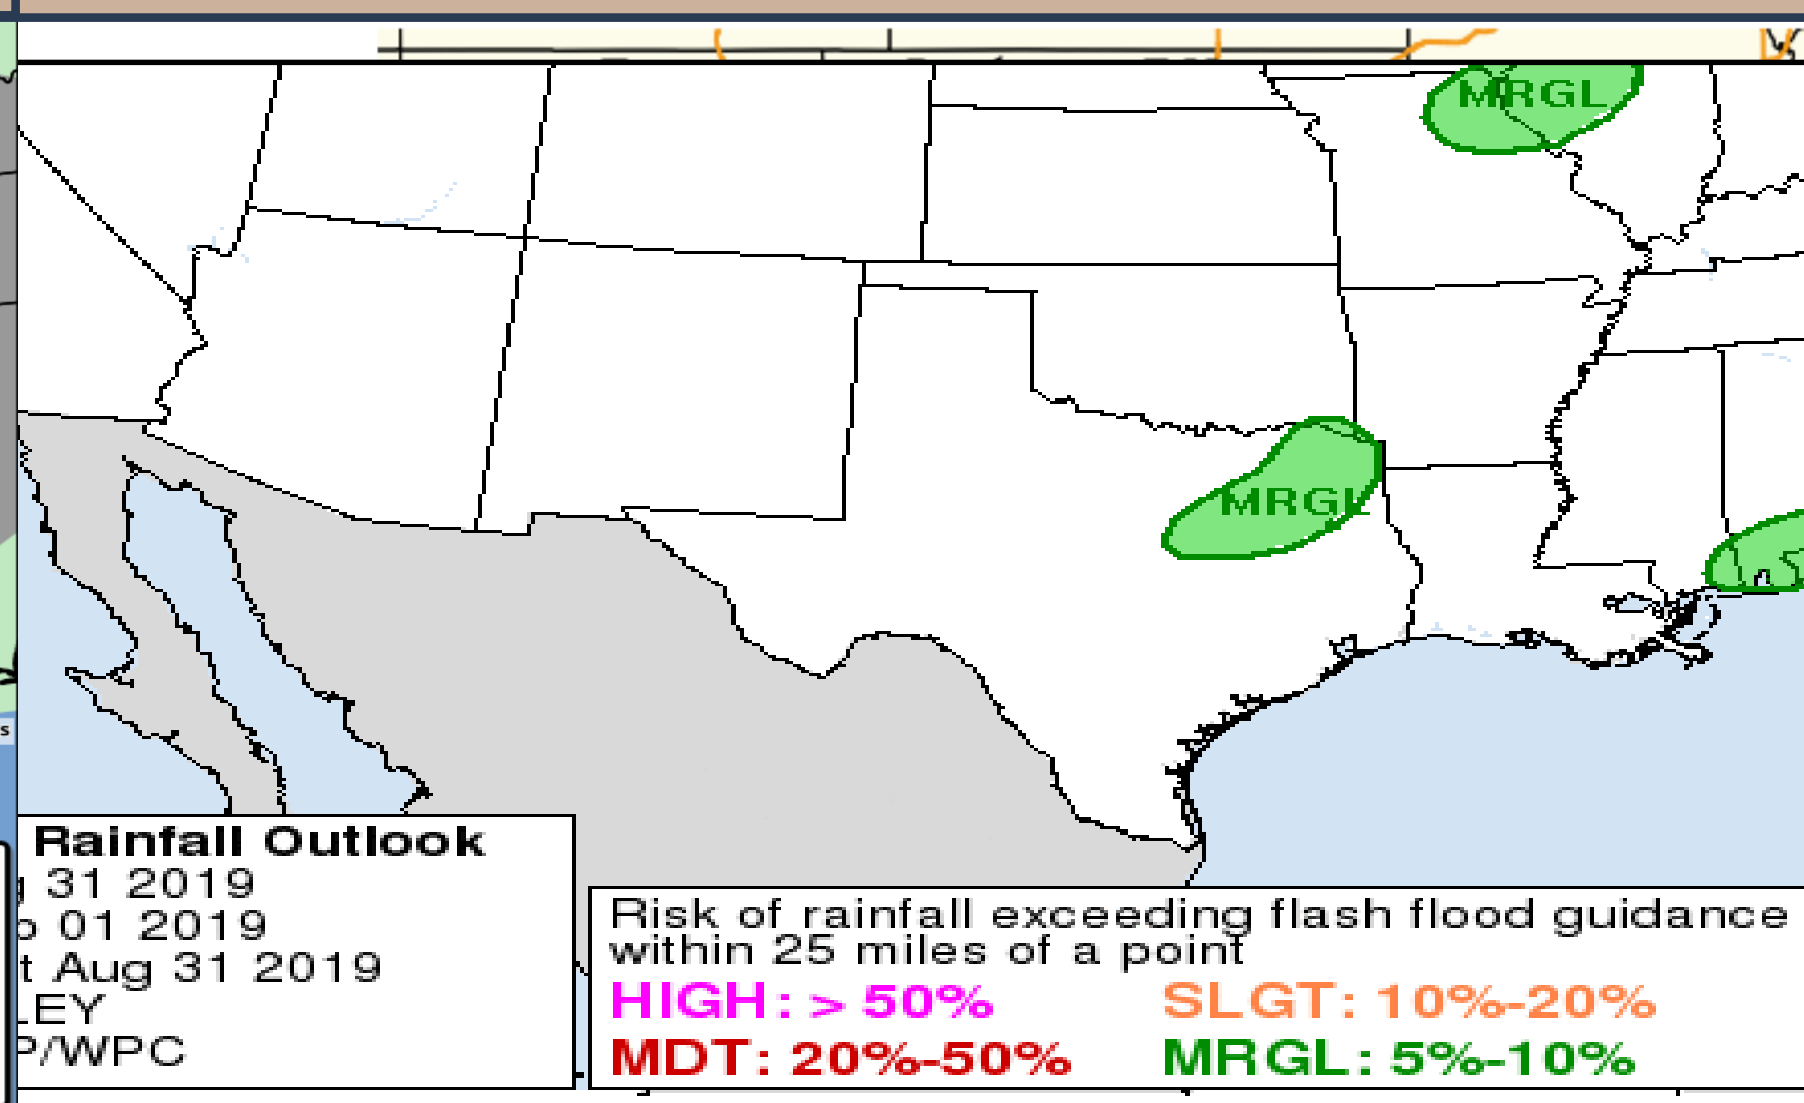 MRGL
MRGL
s
Rainfall Outlook
31 2019
01 2019
t Aug 31 2019
LEY
P/WPC
Risk of rainfall exceeding flash flood guidance
within 25 miles of a point
HIGH: > 50% SLGT: 10%-20%
MDT: 20%-50% MRGL: 5%-10%